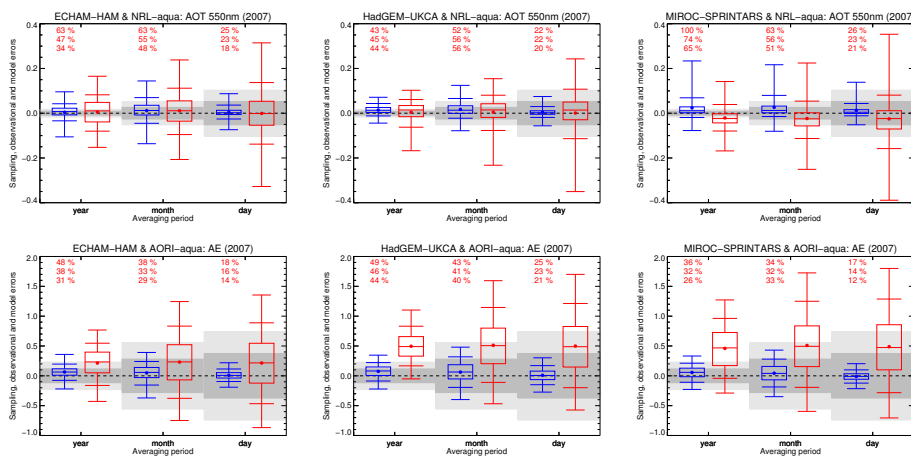 ECHAM-HAM & NRL-aqua: AOT 550nm (2007)
63 % 63 % 25 %
47 % 55 % 23 %
34 % 48 % 18 %
0.4
0.2
0.0
0.2
0.4
Sampling, observational and model errors
year month day
Averaging period
HadGEM-UKCA & NRL-aqua: AOT 550nm (2007)
43 % 52 % 22 %
45 % 56 % 22 %
44 % 56 % 20 %
0.4
0.2
0.0
0.2
0.4
Sampling, observational and model errors
year month day
Averaging period
MIROC-SPRINTARS & NRL-aqua: AOT 550nm (2007)
100 % 63 % 26 %
74 % 56 % 23 %
65 % 51 % 21 %
0.4
0.2
0.0
0.2
0.4
Sampling, observational and model errors
year month day
Averaging period
ECHAM-HAM & AORI-aqua: AE (2007)
48 % 38 % 18 %
38 % 33 % 16 %
31 % 29 % 14 %
2.0
1.5
1.0
0.5
0.0
-0.5
-1.0
Sampling, observational and model errors
year month day
Averaging period
HadGEM-UKCA & AORI-aqua: AE (2007)
49 % 43 % 25 %
46 % 41 % 23 %
44 % 40 % 21 %
2.0
1.5
1.0
0.5
0.0
-0.5
-1.0
Sampling, observational and model errors
year month day
Averaging period
MIROC-SPRINTARS & AORI-aqua: AE (2007)
36 % 34 % 17 %
32 % 32 % 14 %
26 % 33 % 12 %
2.0
1.5
1.0
0.5
0.0
-0.5
-1.0
Sampling, observational and model errors
year month day
Averaging period